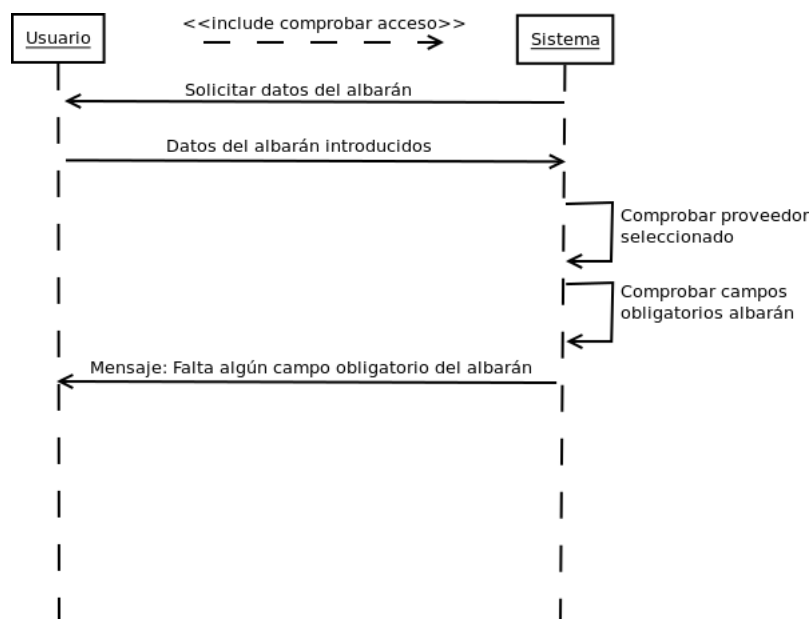 Usuario
<<include comprobar acceso>>
Sistema
Solicitar datos del albarán
Datos del albarán introducidos
Comprobar proveedor
seleccionado
Comprobar campos
obligatorios albarán
Mensaje: Falta algún campo obligatorio del albarán